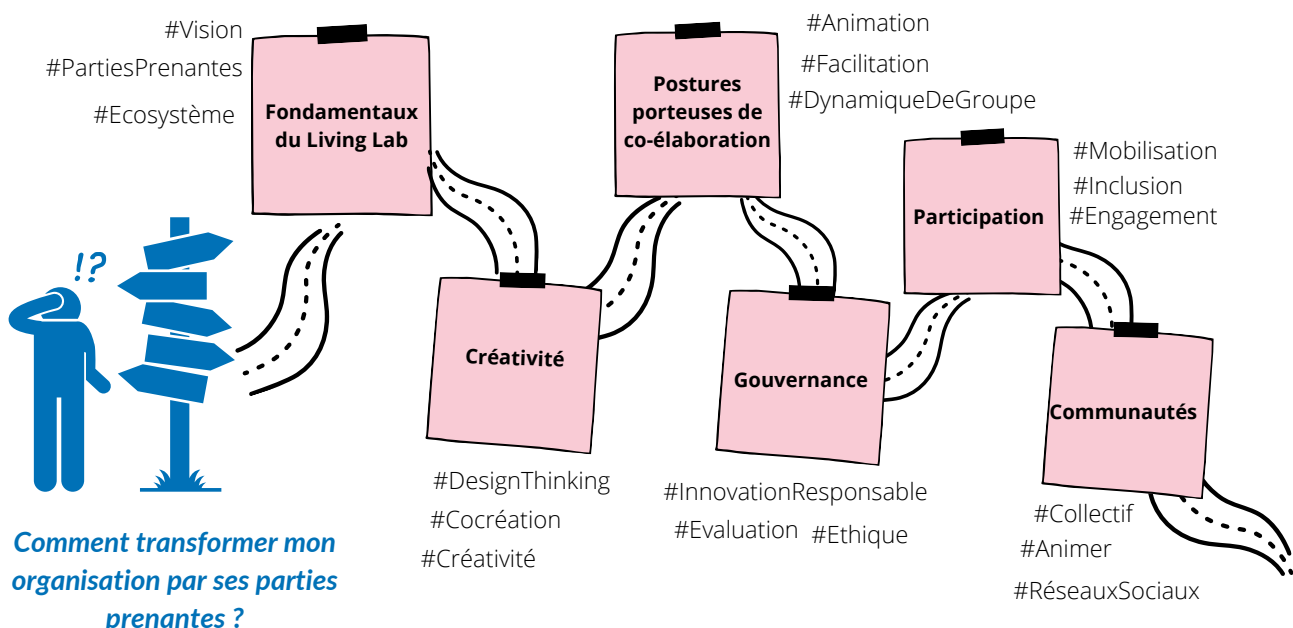 #Vision
#PartiesPrenantes
#Ecosystème
Fondamentaux
du Living Lab
!?
Comment transformer mon
organisation par ses parties
prenantes ?
Créativité
#DesignThinking
#Cocréation
#Créativité
Postures
porteuses de
co-élaboration
#Animation
#Facilitation
#DynamiqueDeGroupe
Gouvernance
#InnovationResponsable
#Evaluation #Ethique
Participation
#Mobilisation
#Inclusion
#Engagement
Communautés
#Collectif
#Animer
#RéseauxSociaux